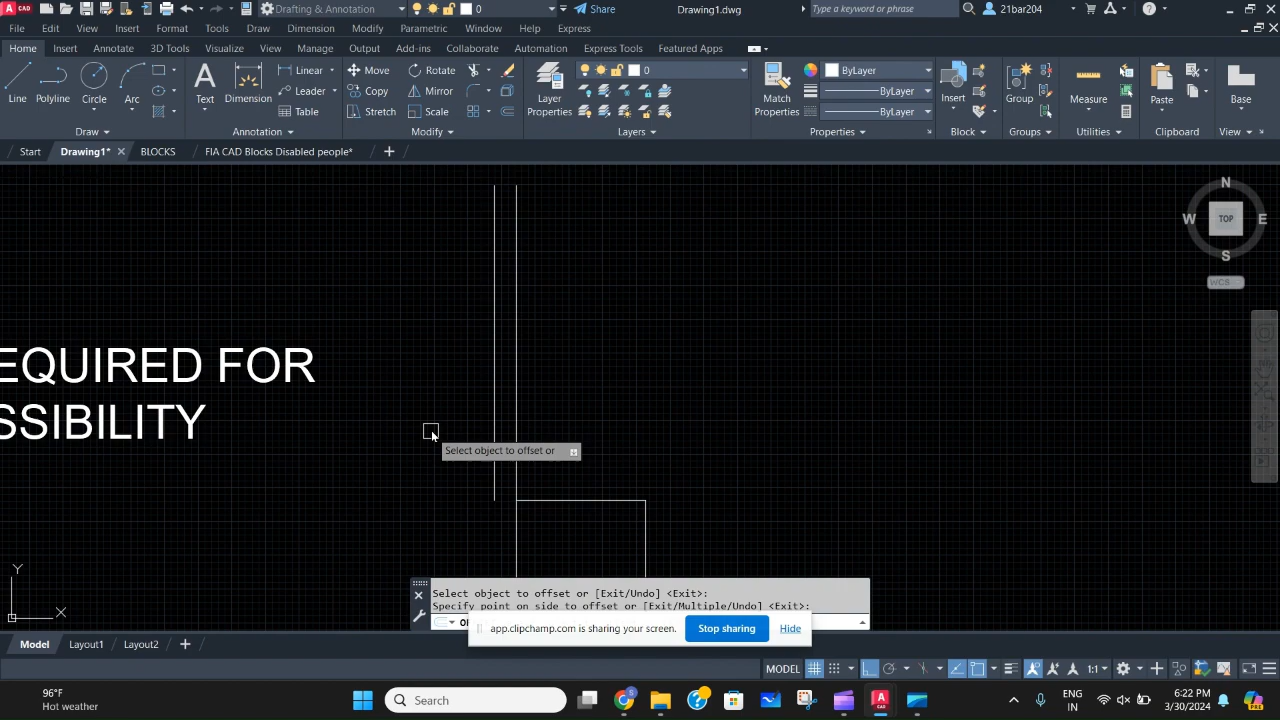 CAD
Drafting & Annotation
0
Share
Drawing1.dwg
Type a keyword or phrase
21bar204
File Edit View Insert Format Tools Draw Dimension Modify Parametric Window Help Express
Home Insert Annotate 3D Tools Visualize View Manage Output Add-ins Collaborate Automation Express Tools Featured Apps
Line
Polyline
Circle
Arc
Draw
Text
Dimension
Linear
Leader
Table
Annotation
Move
Rotate
Copy
Mirror
Stretch
Scale
Modify
Layer
Properties
0
Layers
Match
Properties
ByLayer
ByLayer
ByLayer
Properties
Insert
Block
Group
Groups
Measure
Utilities
Paste
Clipboard
Base
View
Start Drawing1* BLOCKS FIA CAD Blocks Disabled people*
N
W TOP E
S
WCS
EQUIRED FOR
SSIBILITY
Select object to offset or
Y
X
Select object to offset or [Exit/Undo] <Exit>:
Specify point on side to offset or [Exit/Multiple/Undo] <Exit>:
app.clipchamp.com is sharing your screen. Stop sharing Hide
Model Layout1 Layout2
MODEL 1:1
96°F
Hot weather
Search
ENG
IN
6:22 PM
3/30/2024